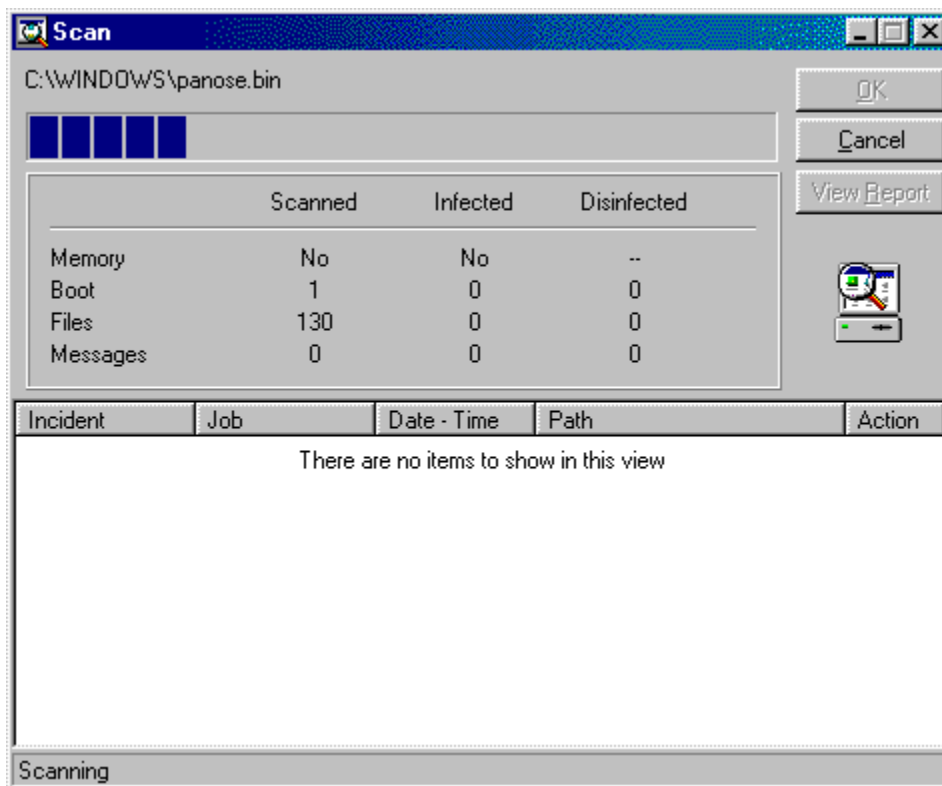 Scan
C:\WINDOWS\panose.bin
OK
Cancel
View Report
Scanned Infected Disinfected
Memory No No --
Boot 1 0 0
Files 130 0 0
Messages 0 0 0
Incident Job Date - Time Path Action
There are no items to show in this view
Scanning